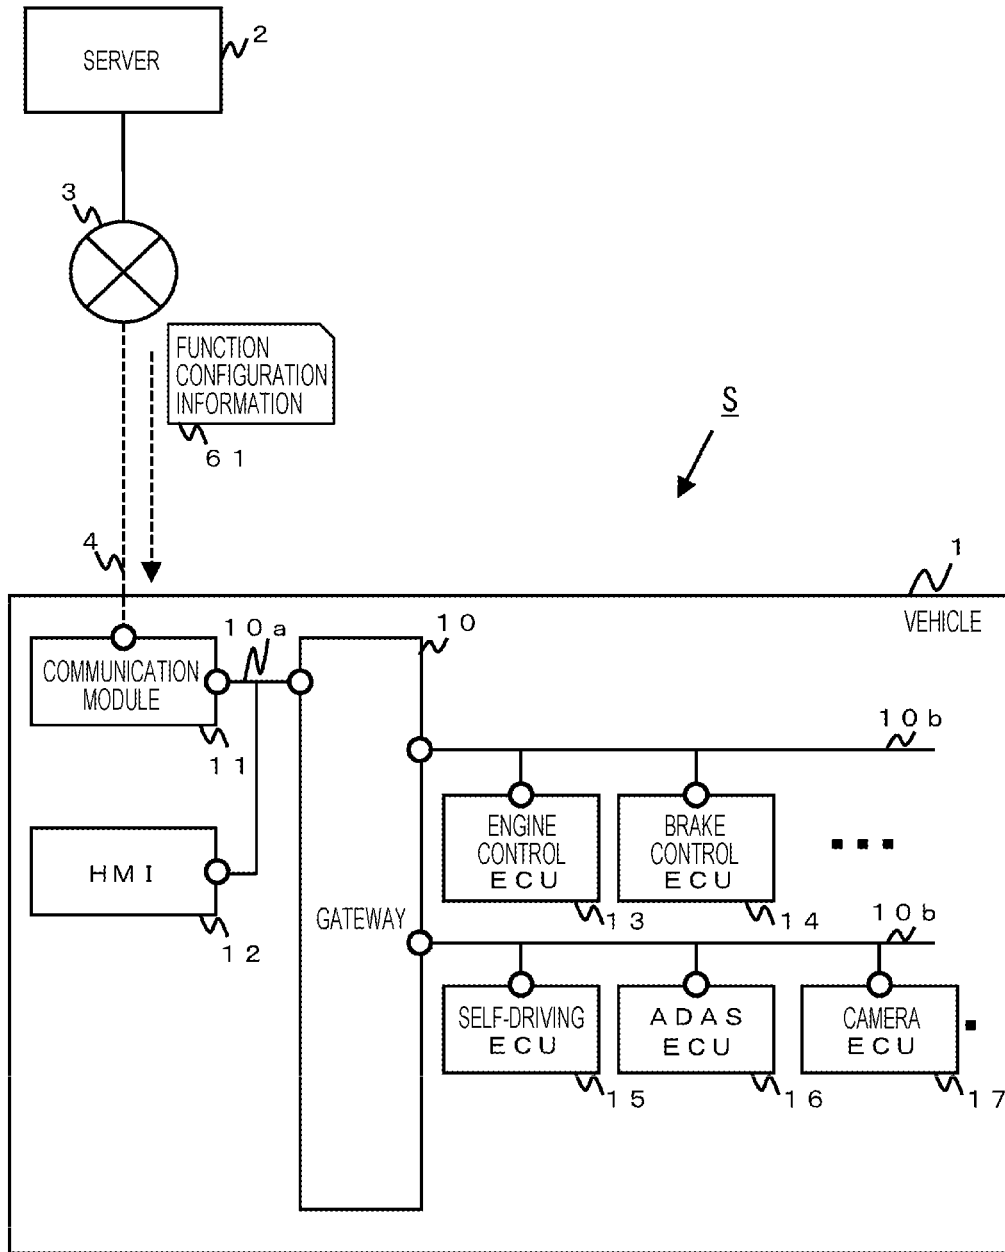 SERVER
2
3
FUNCTION
CONFIGURATION
INFORMATION
61
S
4
1
VEHICLE
10a
10
COMMUNICATION
MODULE
11
10b
ENGINE
CONTROL
ECU
BRAKE
CONTROL
ECU
HMI
12
GATEWAY
13
14
10b
SELF-DRIVING
ECU
ADAS
ECU
CAMERA
ECU
15
16
17